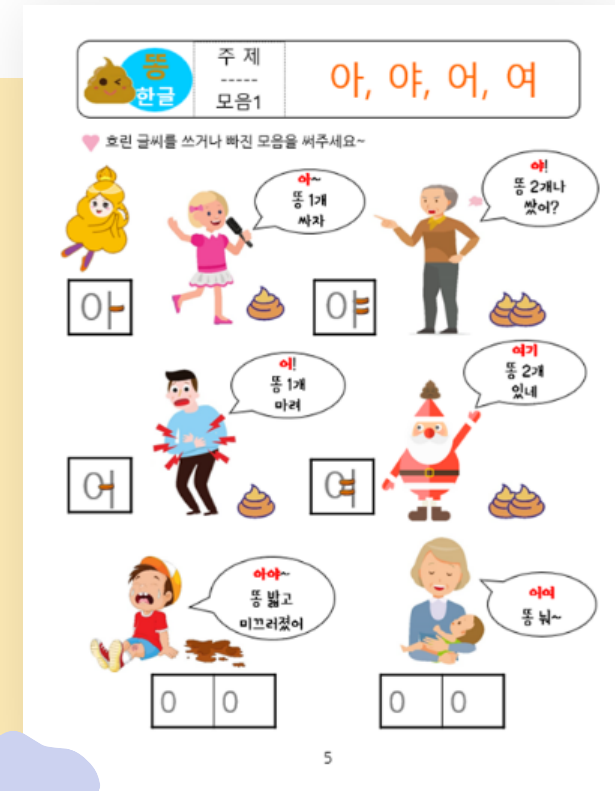 똥
한글
주 제
-----
모음1
아, 야, 어, 여
흐린 글씨를 쓰거나 빠진 모음을 써주세요~
아~
똥 1개
싸자
야!
똥 2개나
쌌어?
아
야
어!
똥 1개
마려
여기
똥 2개
있네
어
여
아야~
똥 밟고
미끄러졌어
어여
똥 눠~
ㅇ ㅇ
ㅇ ㅇ
5